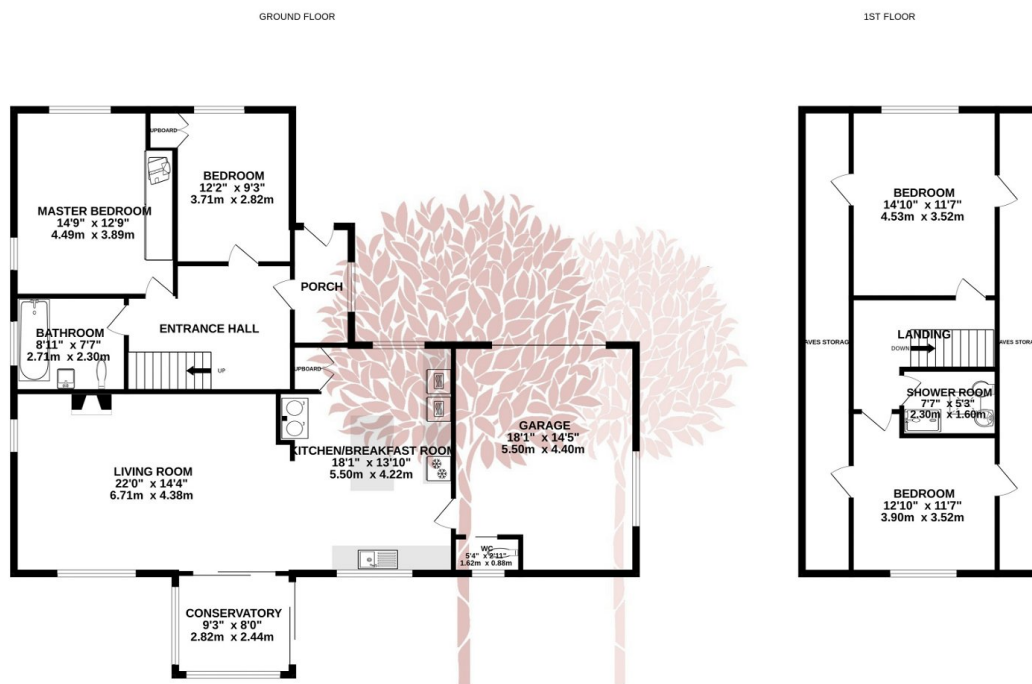 GROUND FLOOR
1ST FLOOR
UPBOARD
BEDROOM
12'2" x 9'3"
3.71m x 2.82m
MASTER BEDROOM
14'9" x 12'9"
4.49m x 3.89m
PORCH
ENTRANCE HALL
BATHROOM
8'11" x 7'7"
2.71m x 2.30m
UP
UPBOARD
KITCHEN/BREAKFAST ROOM
18'1" x 13'10"
5.50m x 4.22m
GARAGE
18'1" x 14'5"
5.50m x 4.40m
LIVING ROOM
22'0" x 14'4"
6.71m x 4.38m
WC
5'4" x 2'11"
1.62m x 0.88m
CONSERVATORY
9'3" x 8'0"
2.82m x 2.44m
BEDROOM
14'10" x 11'7"
4.53m x 3.52m
LANDING
DOWN
AVES STORAG
AVES STORAG
SHOWER ROOM
7'7" x 5'3"
2.30m x 1.60m
BEDROOM
12'10" x 11'7"
3.90m x 3.52m